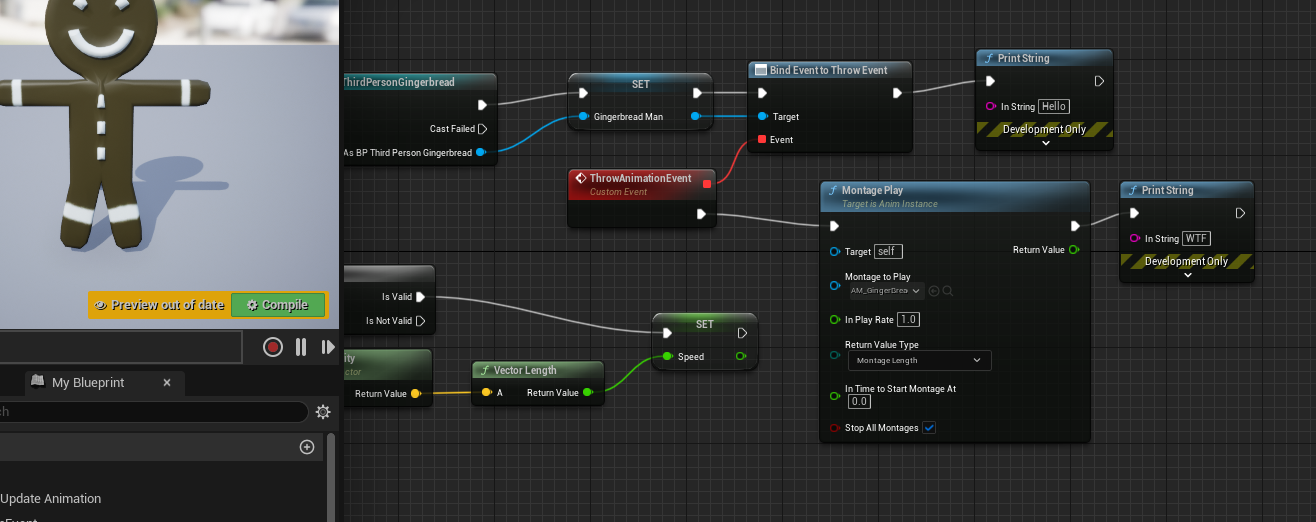 ThirdPersonGingerbread
Cast Failed
As BP Third Person Gingerbread
SET
Gingerbread Man
Bind Event to Throw Event
Target
Event
Print String
In String Hello
Development Only
ThrowAnimationEvent
Custom Event
Montage Play
Target is Anim Instance
Target self
Return Value
Montage to Play
AM_GingerBrea
In Play Rate 1.0
Return Value Type
Montage Length
In Time to Start Montage At
0.0
Stop All Montages
Print String
In String WTF
Development Only
Is Valid
Is Not Valid
SET
Speed
Return Value
Vector Length
A Return Value
Preview out of date
Compile
My Blueprint
Update Animation